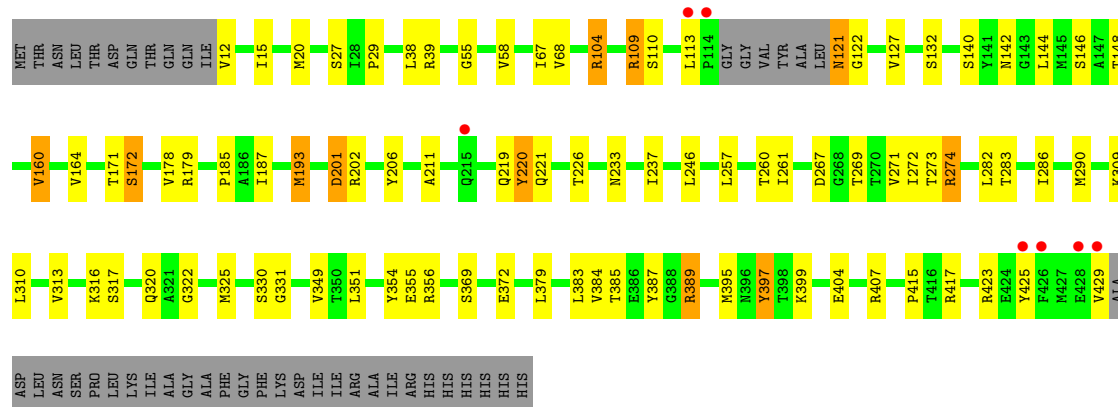 MET THR ASN LEU THR ASP GLN THR GLN GLN ILE V12 I15 M20 S27 I28 P29 L38 R39 G55 V58 I67 V68 R104 R109 S110 L113 P114 GLY GLY VAL TYR ALA LEU N121 G122 V127 S132 S140 Y141 N142 G143 L144 M145 S146 A147 T148
V160 V164 T171 S172 V178 R179 P185 A186 I187 M193 D201 R202 Y206 A211 Q215 Q219 Y220 Q221 T226 N233 I237 L246 L257 T260 I261 D267 G268 T269 T270 V271 I272 T273 R274 L282 T283 I286 M290 K309
L310 V313 K316 S317 Q320 A321 G322 M325 S330 G331 V349 T350 L351 Y354 E355 R356 S369 E372 L379 L383 V384 T385 E386 Y387 G388 R389 M395 N396 Y397 T398 K399 E404 R407 P415 T416 R417 R423 E424 Y425 F426 M427 E428 V429 ALA
ASP LEU ASN SER PRO LEU LYS ILE ALA GLY ALA PHE GLY PHE LYS ASP ILE ILE ARG ALA ILE ARG HIS HIS HIS HIS HIS HIS